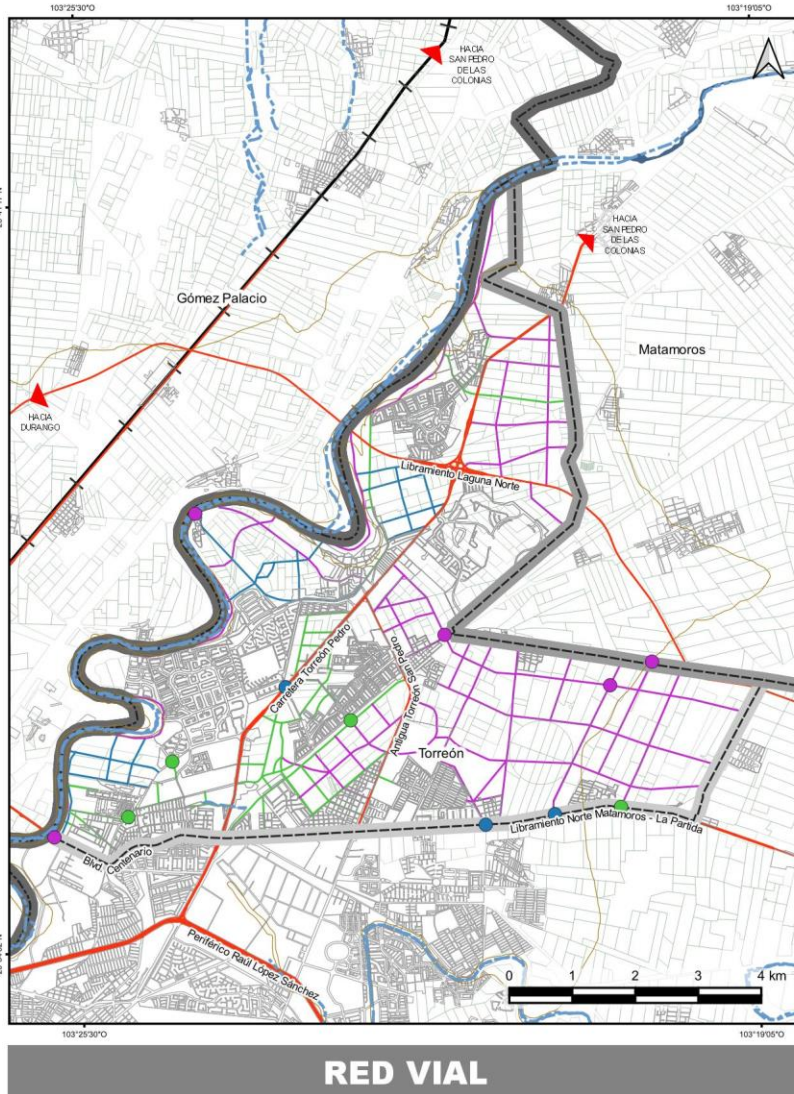 103°25'30"O
103°19'05"O
HACIA
SAN PEDRO
DE LAS
COLONIAS
HACIA
SAN PEDRO
DE LAS
COLONIAS
Gómez Palacio
Matamoros
HACIA
DURANGO
Libramiento Laguna Norte
Carretera Torreón Pedro
Antigua Torreón San Pedro
Torreón
Libramiento Norte Matamoros - La Partida
Blvd. Centenario
Periférico Raúl López Sánchez
0 1 2 3 4 km
103°25'30"O
103°19'05"O
RED VIAL